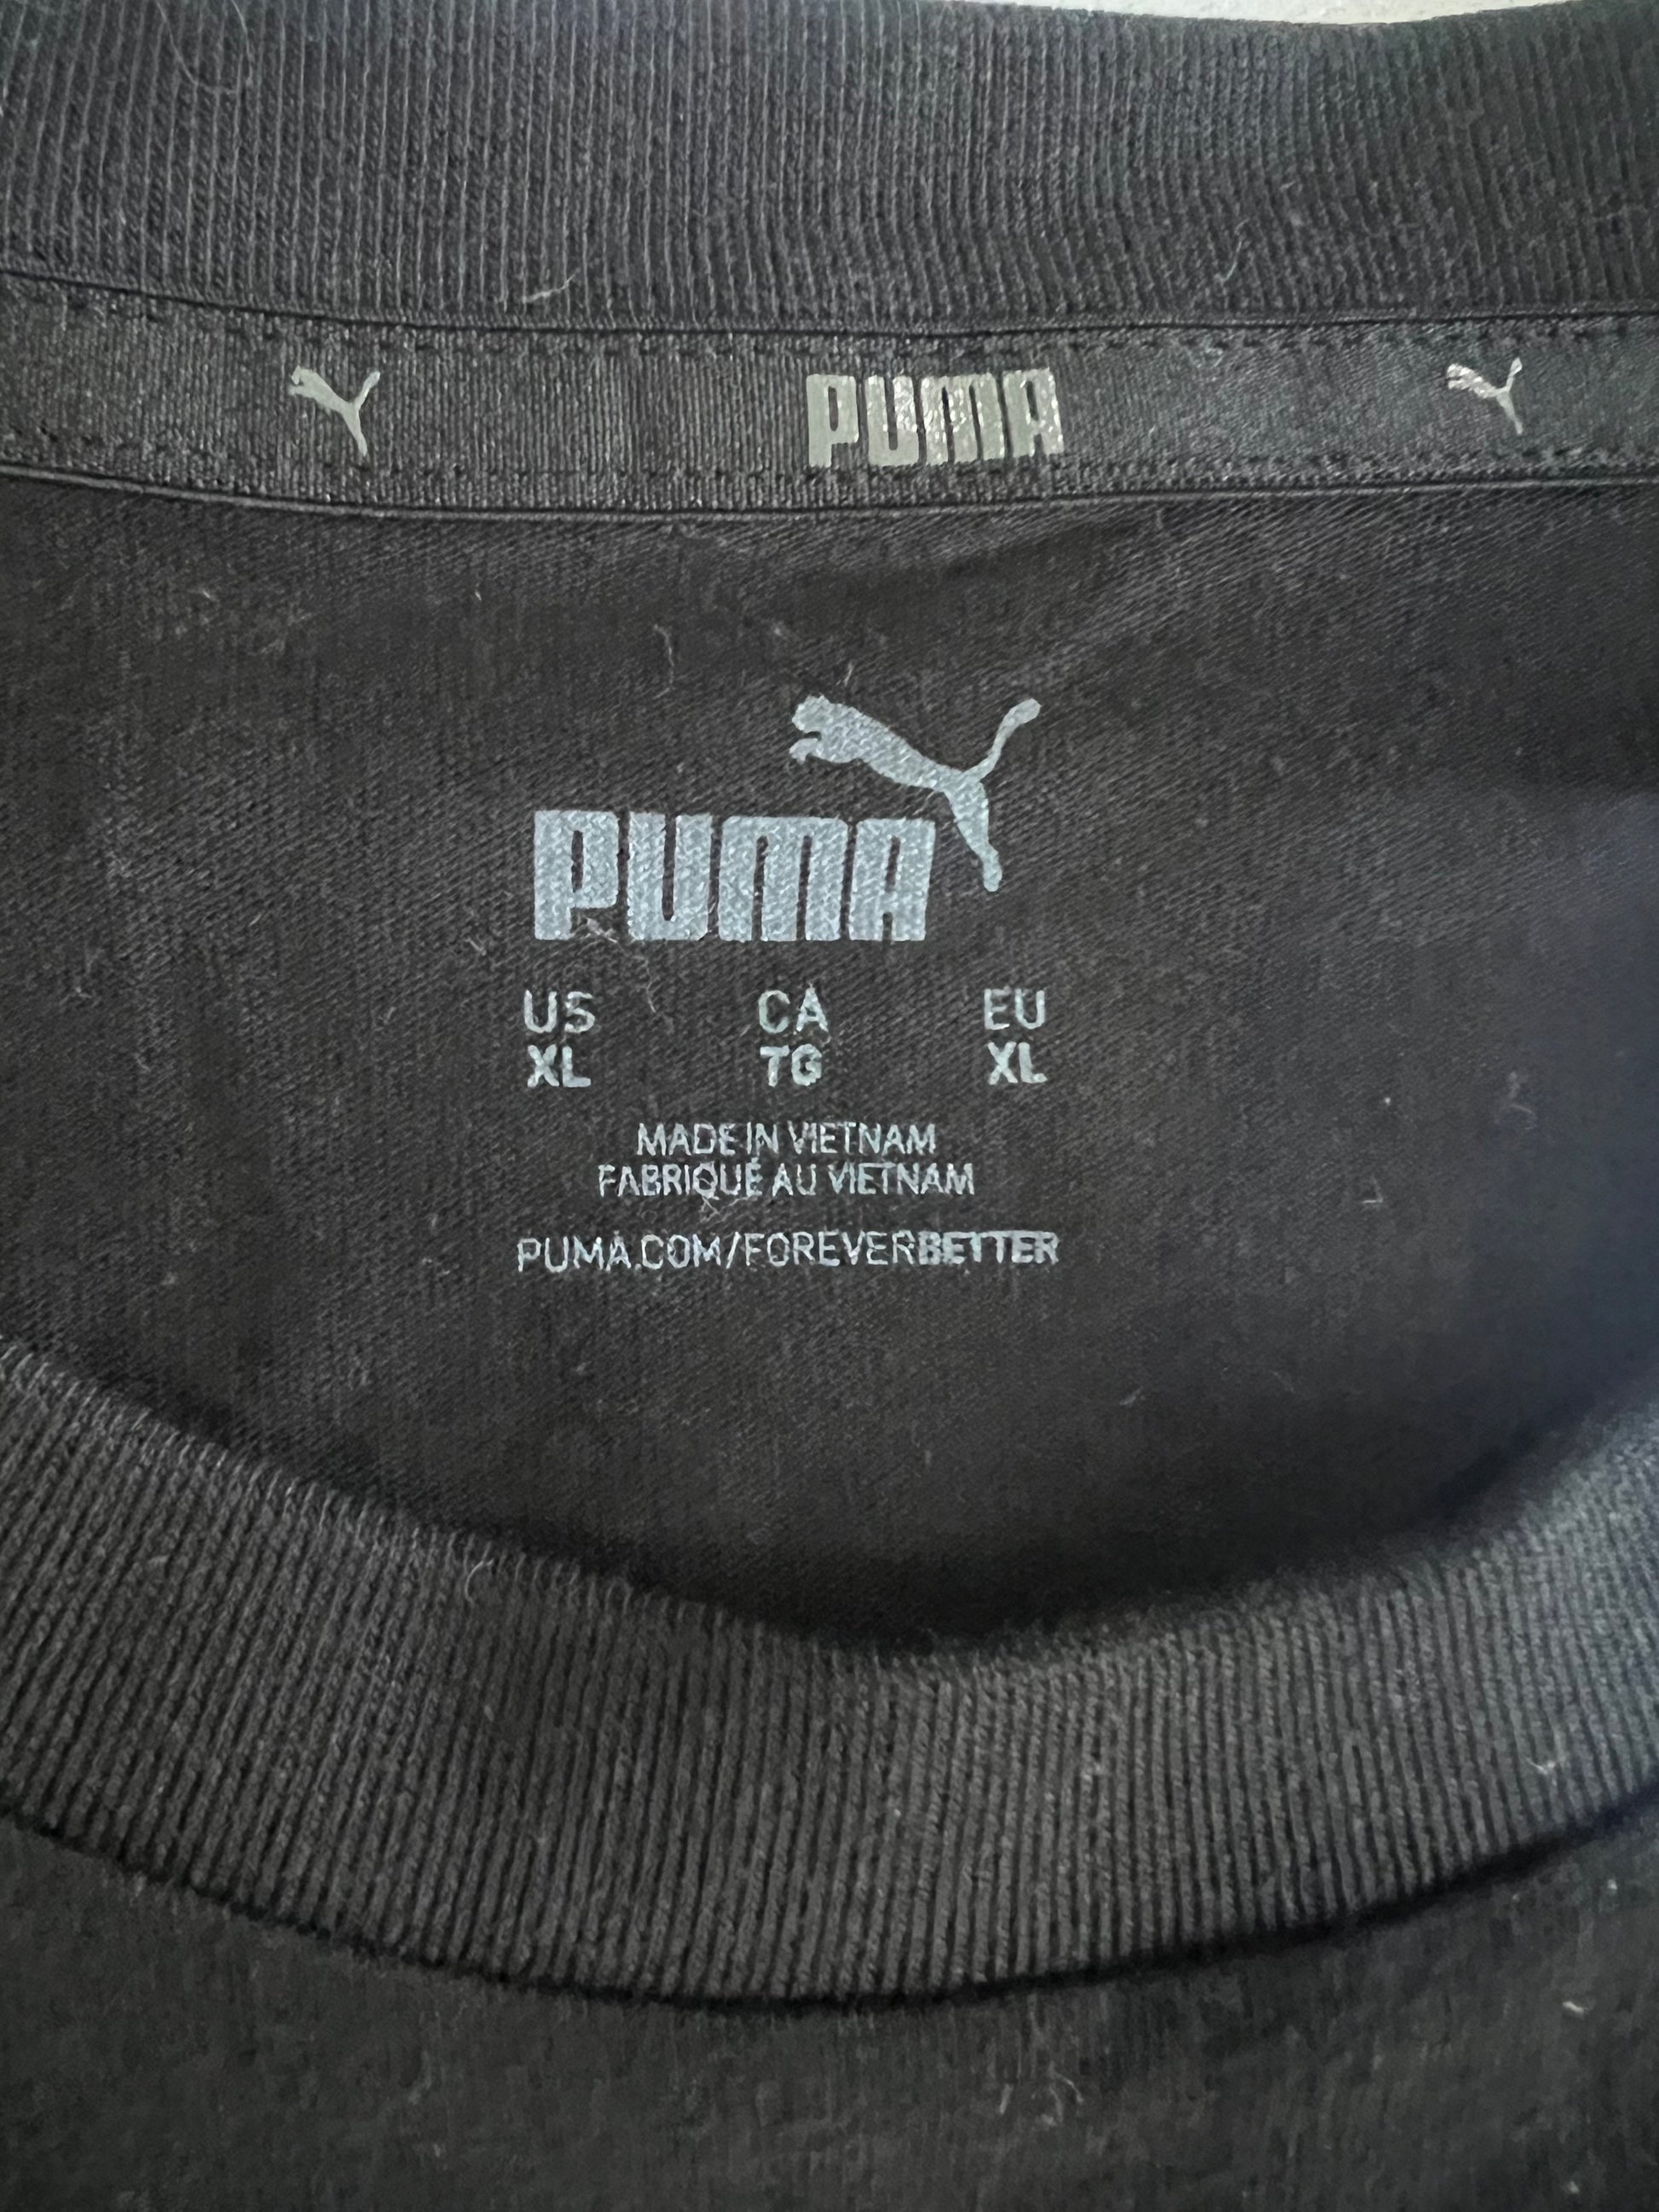 PUMA
PUMA
US CA EU
XL TG XL
MADE IN VIETNAM
FABRIQUÉ AU VIETNAM
PUMA.COM/FOREVERBETTER